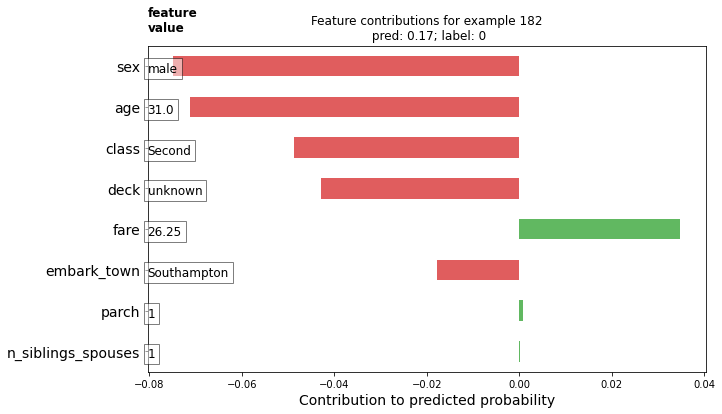 feature
value
Feature contributions for example 182
pred: 0.17; label: 0
sex male
age 31.0
class Second
deck unknown
fare 26.25
embark_town Southampton
parch 1
n_siblings_spouses 1
−0.08 −0.06 −0.04 −0.02 0.00 0.02 0.04
Contribution to predicted probability